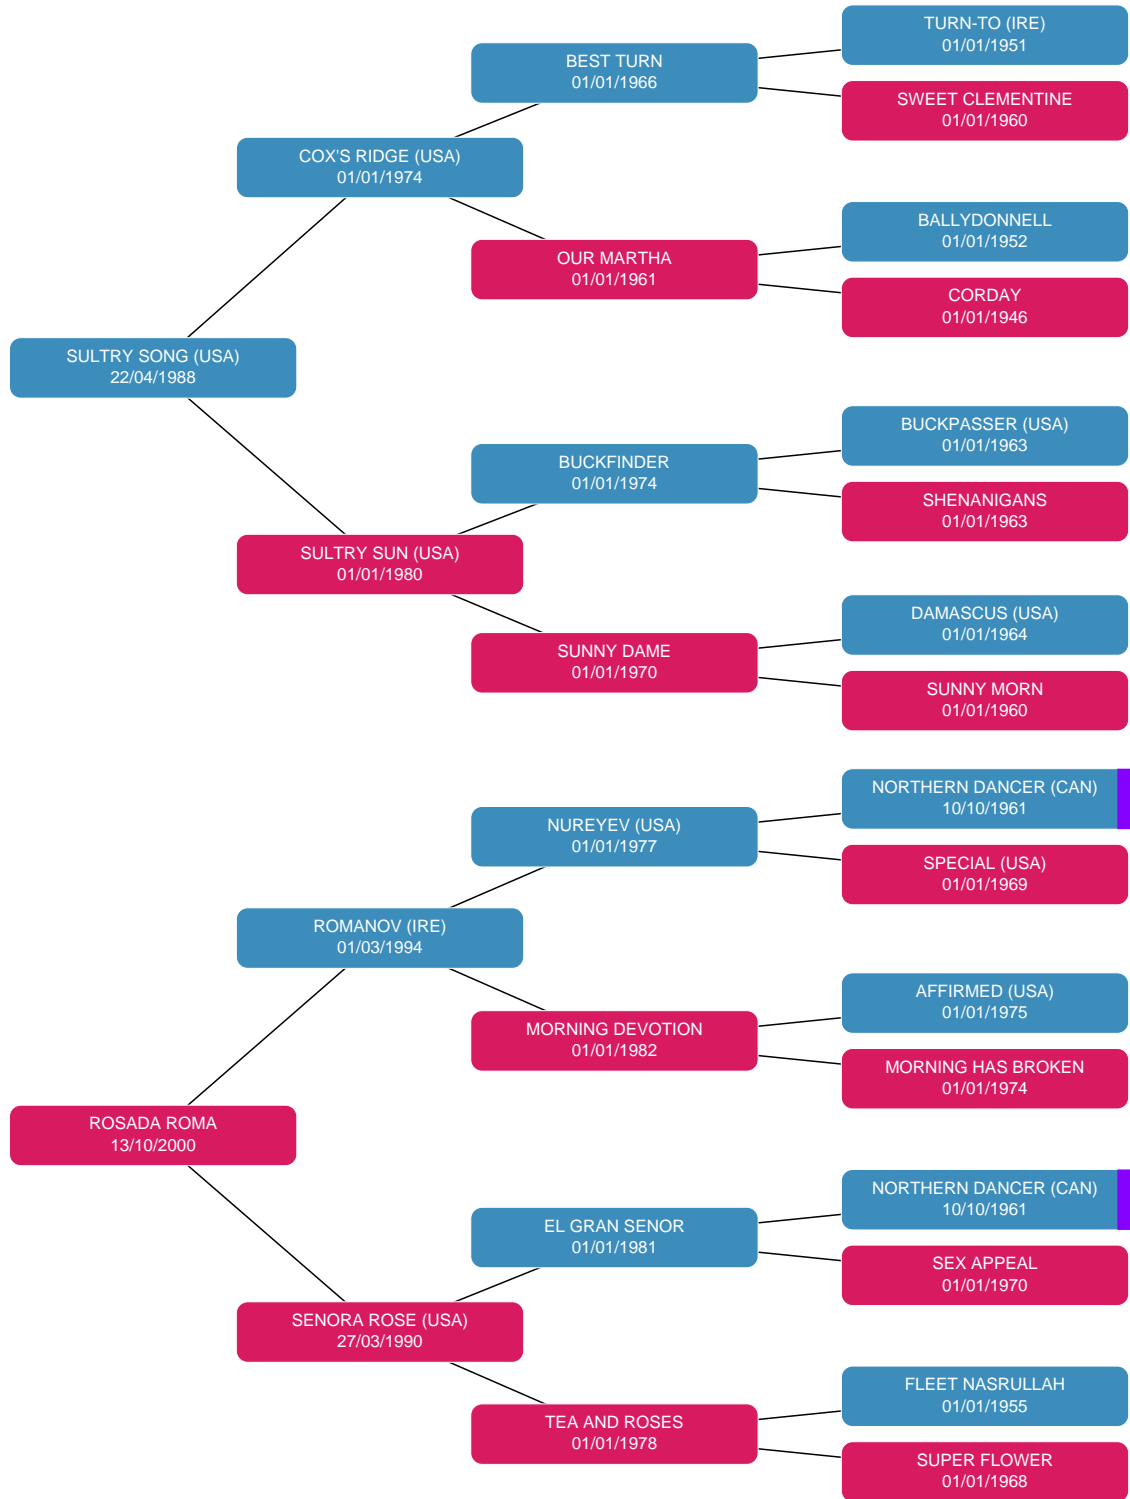 TURN-TO (IRE)
01/01/1951
BEST TURN
01/01/1966
SWEET CLEMENTINE
01/01/1960
COX'S RIDGE (USA)
01/01/1974
BALLYDONNELL
01/01/1952
OUR MARTHA
01/01/1961
CORDAY
01/01/1946
SULTRY SONG (USA)
22/04/1988
BUCKPASSER (USA)
01/01/1963
BUCKFINDER
01/01/1974
SHENANIGANS
01/01/1963
SULTRY SUN (USA)
01/01/1980
DAMASCUS (USA)
01/01/1964
SUNNY DAME
01/01/1970
SUNNY MORN
01/01/1960
NORTHERN DANCER (CAN)
10/10/1961
NUREYEV (USA)
01/01/1977
SPECIAL (USA)
01/01/1969
ROMANOV (IRE)
01/03/1994
AFFIRMED (USA)
01/01/1975
MORNING DEVOTION
01/01/1982
MORNING HAS BROKEN
01/01/1974
ROSADA ROMA
13/10/2000
NORTHERN DANCER (CAN)
10/10/1961
EL GRAN SENOR
01/01/1981
SEX APPEAL
01/01/1970
SENORA ROSE (USA)
27/03/1990
FLEET NASRULLAH
01/01/1955
TEA AND ROSES
01/01/1978
SUPER FLOWER
01/01/1968